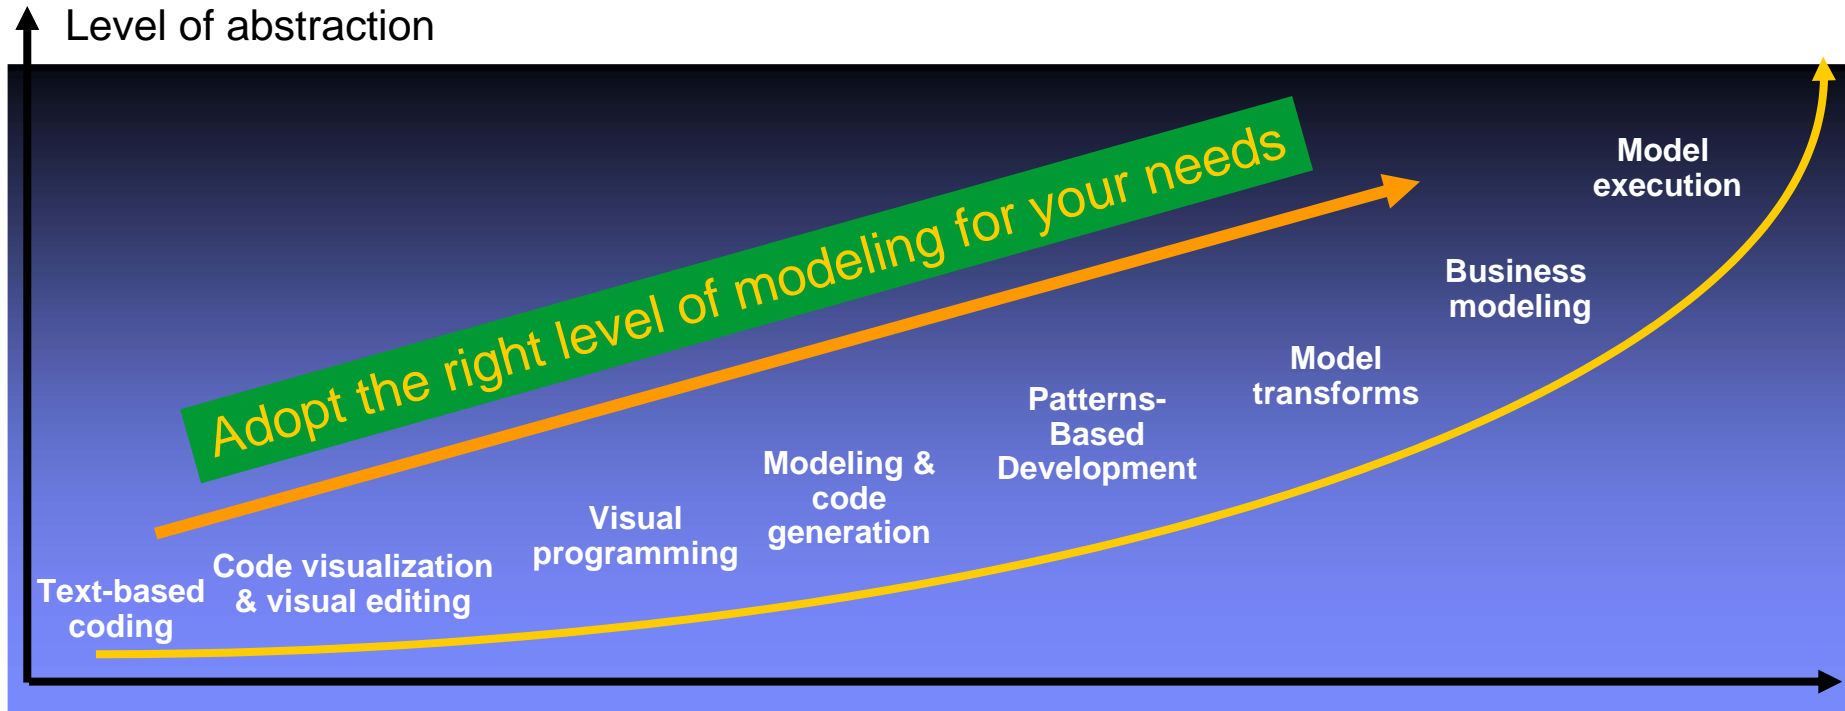 Level of abstraction
Adopt the right level of modeling for your needs
Text-based
coding
Code visualization
& visual editing
Visual
programming
Modeling &
code
generation
Patterns-
Based
Development
Model
transforms
Business
modeling
Model
execution